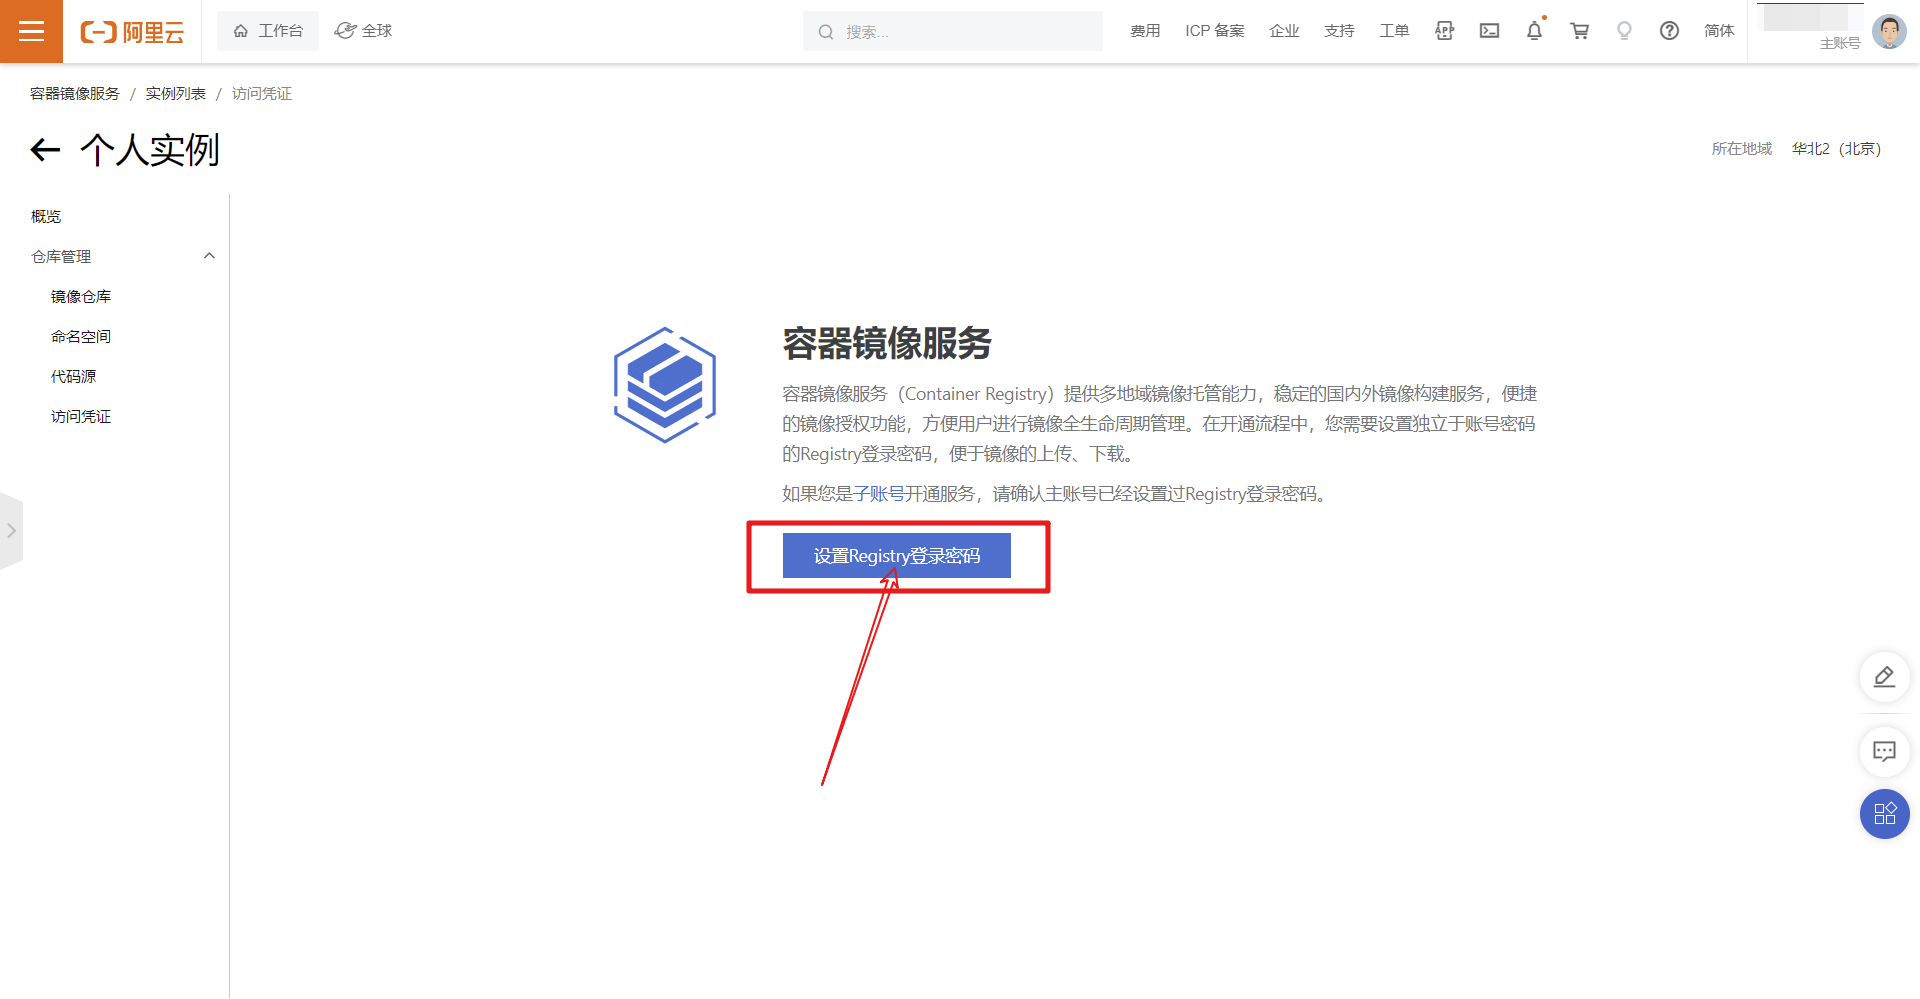 阿里云 工作台 全球 搜索... 费用 ICP 备案 企业 支持 工单 APP 简体 主账号
容器镜像服务 / 实例列表 / 访问凭证
个人实例 所在地域 华北2（北京）
概览
仓库管理
镜像仓库
命名空间
代码源
访问凭证
容器镜像服务
容器镜像服务（Container Registry）提供多地域镜像托管能力，稳定的国内外镜像构建服务，便捷
的镜像授权功能，方便用户进行镜像全生命周期管理。在开通流程中，您需要设置独立于账号密码
的Registry登录密码，便于镜像的上传、下载。
如果您是子账号开通服务，请确认主账号已经设置过Registry登录密码。
设置Registry登录密码